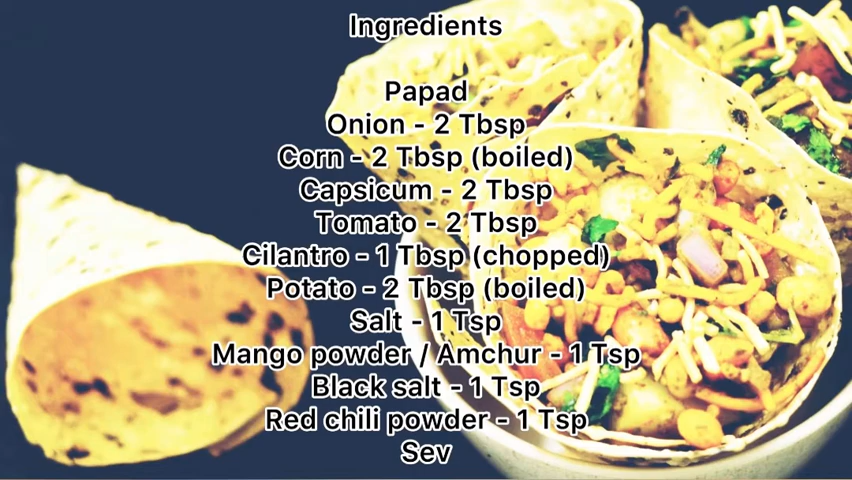 Ingredients
Papad
Onion - 2 Tbsp
Corn - 2 Tbsp (boiled)
Capsicum - 2 Tbsp
Tomato - 2 Tbsp
Cilantro - 1 Tbsp (chopped)
Potato - 2 Tbsp (boiled)
Salt - 1 Tsp
Mango powder / Amchur - 1 Tsp
Black salt - 1 Tsp
Red chili powder - 1 Tsp
Sev